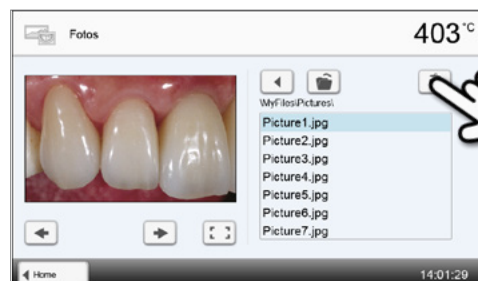 Fotos
403 °C
MyFiles\Pictures\
Picture1.jpg
Picture2.jpg
Picture3.jpg
Picture4.jpg
Picture5.jpg
Picture6.jpg
Picture7.jpg
Home
14:01:29